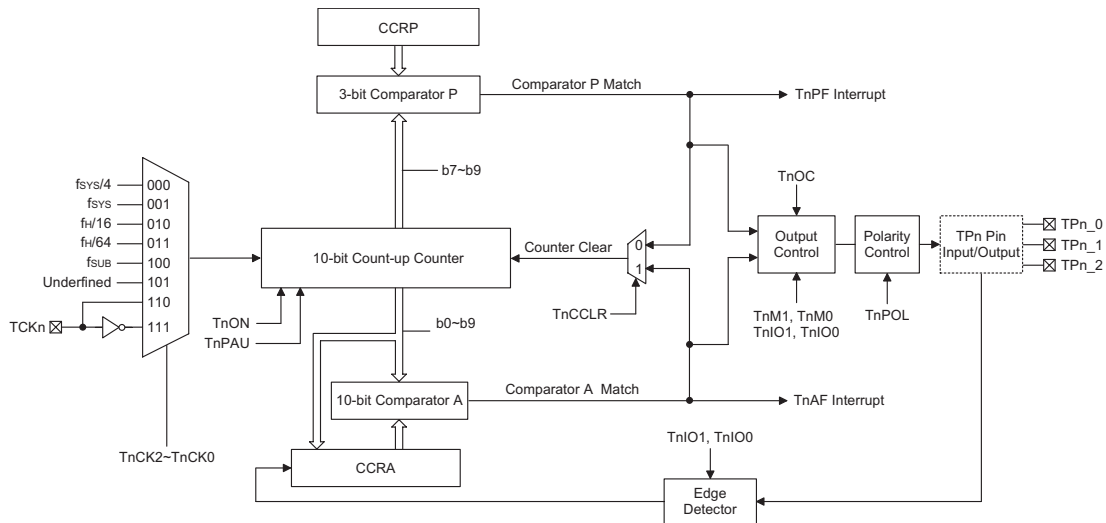 CCRP
3-bit Comparator P
Comparator P Match
TnPF Interrupt
b7~b9
fSYS/4
000
fSYS
001
fH/16
010
fH/64
011
fSUB
100
Undefined
101
110
TCKn
111
TnCK2~TnCK0
10-bit Count-up Counter
TnON
TnPAU
Counter Clear
0
1
TnCCLR
b0~b9
TnOC
Output
Control
TnM1, TnM0
TnIO1, TnIO0
Polarity
Control
TnPOL
TPn Pin
Input/Output
TPn_0
TPn_1
TPn_2
10-bit Comparator A
Comparator A Match
TnAF Interrupt
CCRA
TnIO1, TnIO0
Edge
Detector